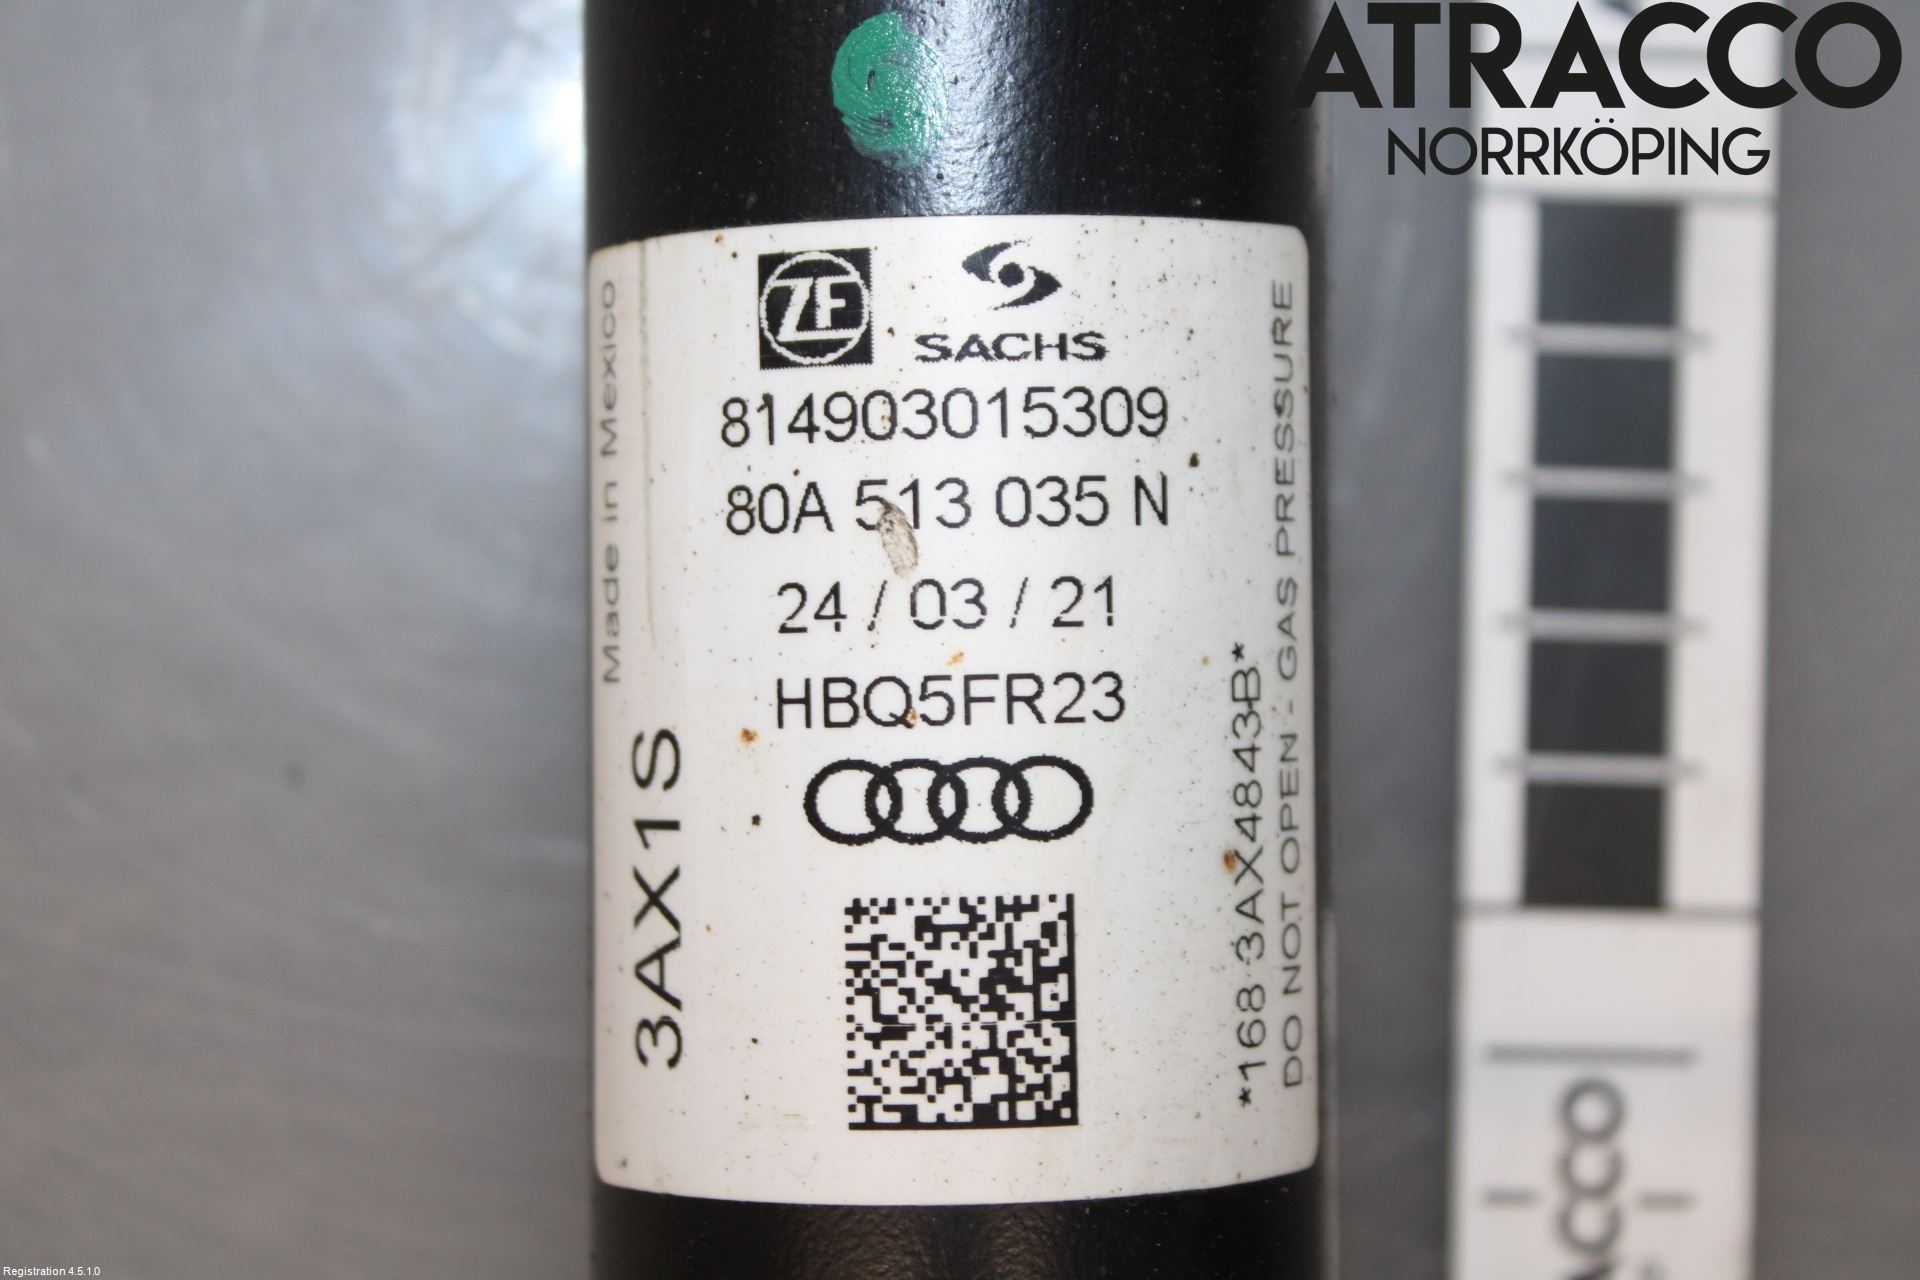 ATRACCO
NORRKÖPING
ZF
SACHS
814903015309
80A 513 035 N
24 / 03 / 21
HBQ5FR23
Made in Mexico
3AX1S
*168 3AX4843B*
DO NOT OPEN - GAS PRESSURE
Registration 4.5.1.0